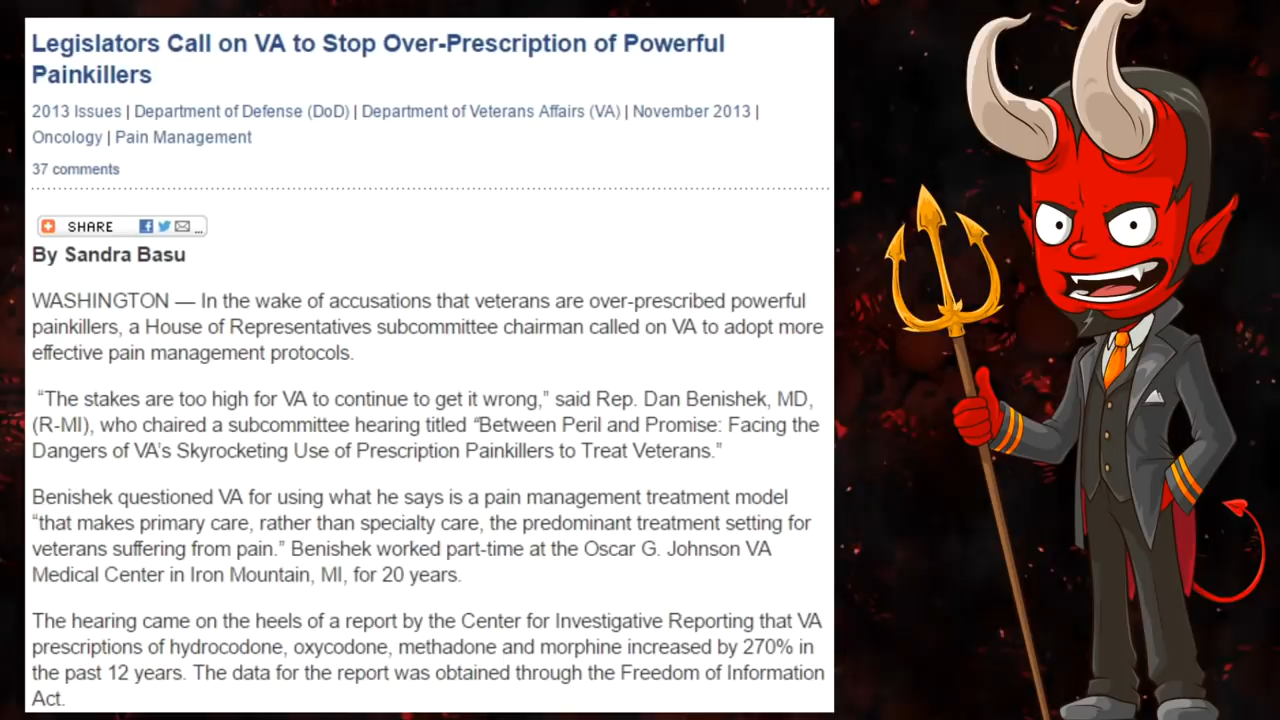 Legislators Call on VA to Stop Over-Prescription of Powerful
Painkillers
2013 Issues | Department of Defense (DoD) | Department of Veterans Affairs (VA) | November 2013 |
Oncology | Pain Management
37 comments
SHARE ...
By Sandra Basu
WASHINGTON — In the wake of accusations that veterans are over-prescribed powerful
painkillers, a House of Representatives subcommittee chairman called on VA to adopt more
effective pain management protocols.
“The stakes are too high for VA to continue to get it wrong,” said Rep. Dan Benishek, MD,
(R-MI), who chaired a subcommittee hearing titled “Between Peril and Promise: Facing the
Dangers of VA’s Skyrocketing Use of Prescription Painkillers to Treat Veterans.”
Benishek questioned VA for using what he says is a pain management treatment model
“that makes primary care, rather than specialty care, the predominant treatment setting for
veterans suffering from pain.” Benishek worked part-time at the Oscar G. Johnson VA
Medical Center in Iron Mountain, MI, for 20 years.
The hearing came on the heels of a report by the Center for Investigative Reporting that VA
prescriptions of hydrocodone, oxycodone, methadone and morphine increased by 270% in
the past 12 years. The data for the report was obtained through the Freedom of Information
Act.